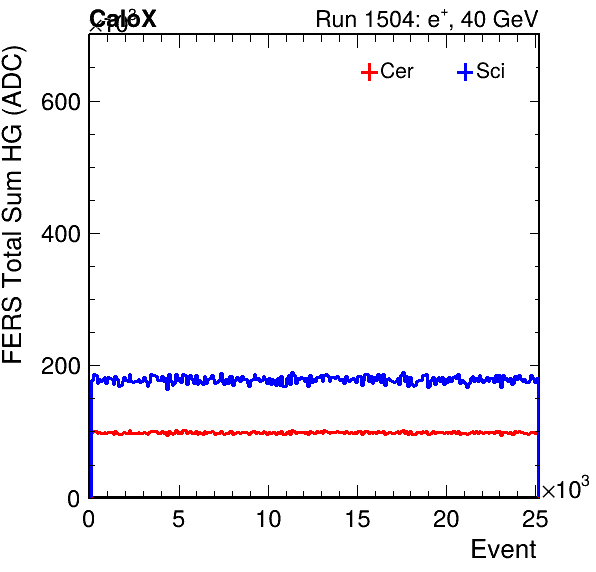 CaloX
×10³
Run 1504: e⁺, 40 GeV
FERS Total Sum HG (ADC)
Cer
Sci
600
400
200
0
0 5 10 15 20 25
×10³
Event